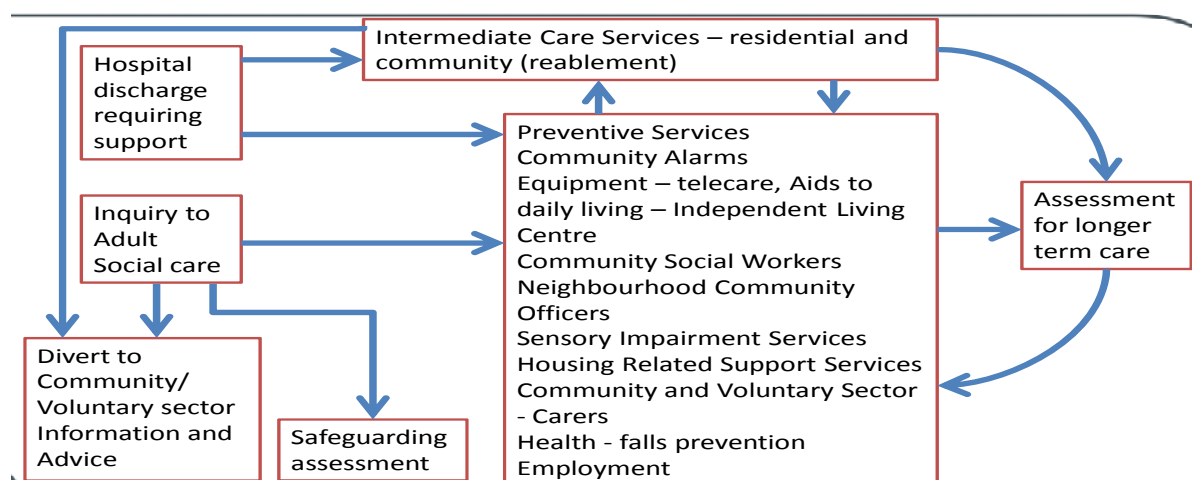 Intermediate Care Services – residential and
community (reablement)
Hospital
discharge
requiring
support
Preventive Services
Community Alarms
Equipment – telecare, Aids to
daily living – Independent Living
Centre
Community Social Workers
Neighbourhood Community
Officers
Sensory Impairment Services
Housing Related Support Services
Community and Voluntary Sector
- Carers
Health - falls prevention
Employment
Assessment
for longer
term care
Inquiry to
Adult
Social care
Divert to
Community/
Voluntary sector
Information and
Advice
Safeguarding
assessment